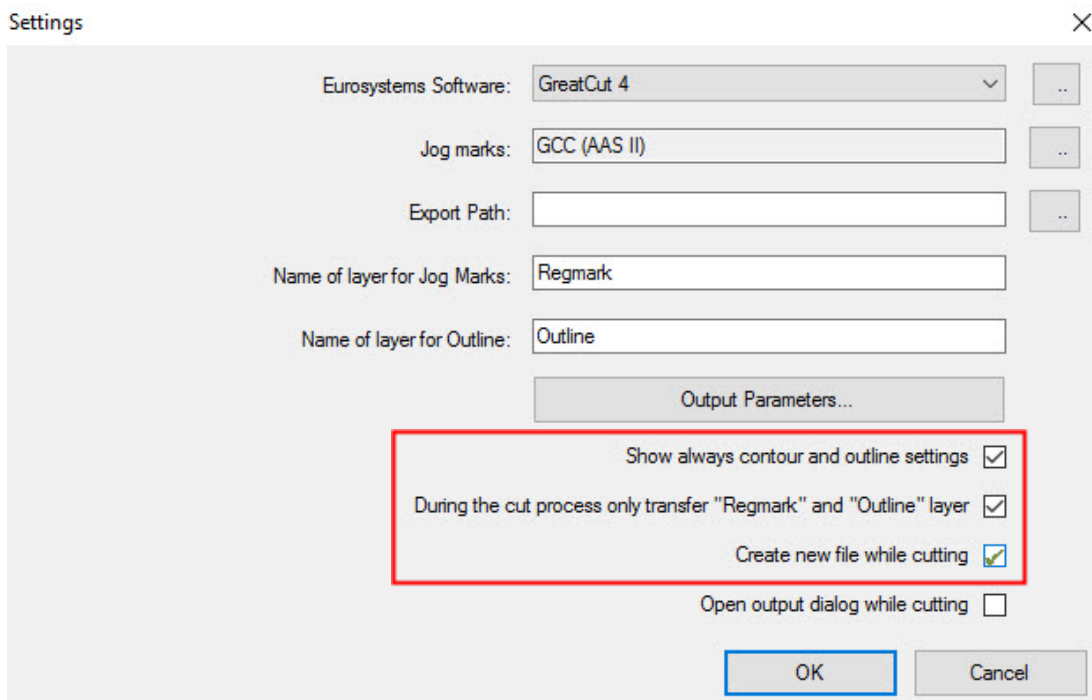 Settings
Eurosystems Software: GreatCut 4 ..
Jog marks: GCC (AAS II) ..
Export Path: ..
Name of layer for Jog Marks: Regmark
Name of layer for Outline: Outline
Output Parameters...
Show always contour and outline settings
During the cut process only transfer "Regmark" and "Outline" layer
Create new file while cutting
Open output dialog while cutting
OK Cancel